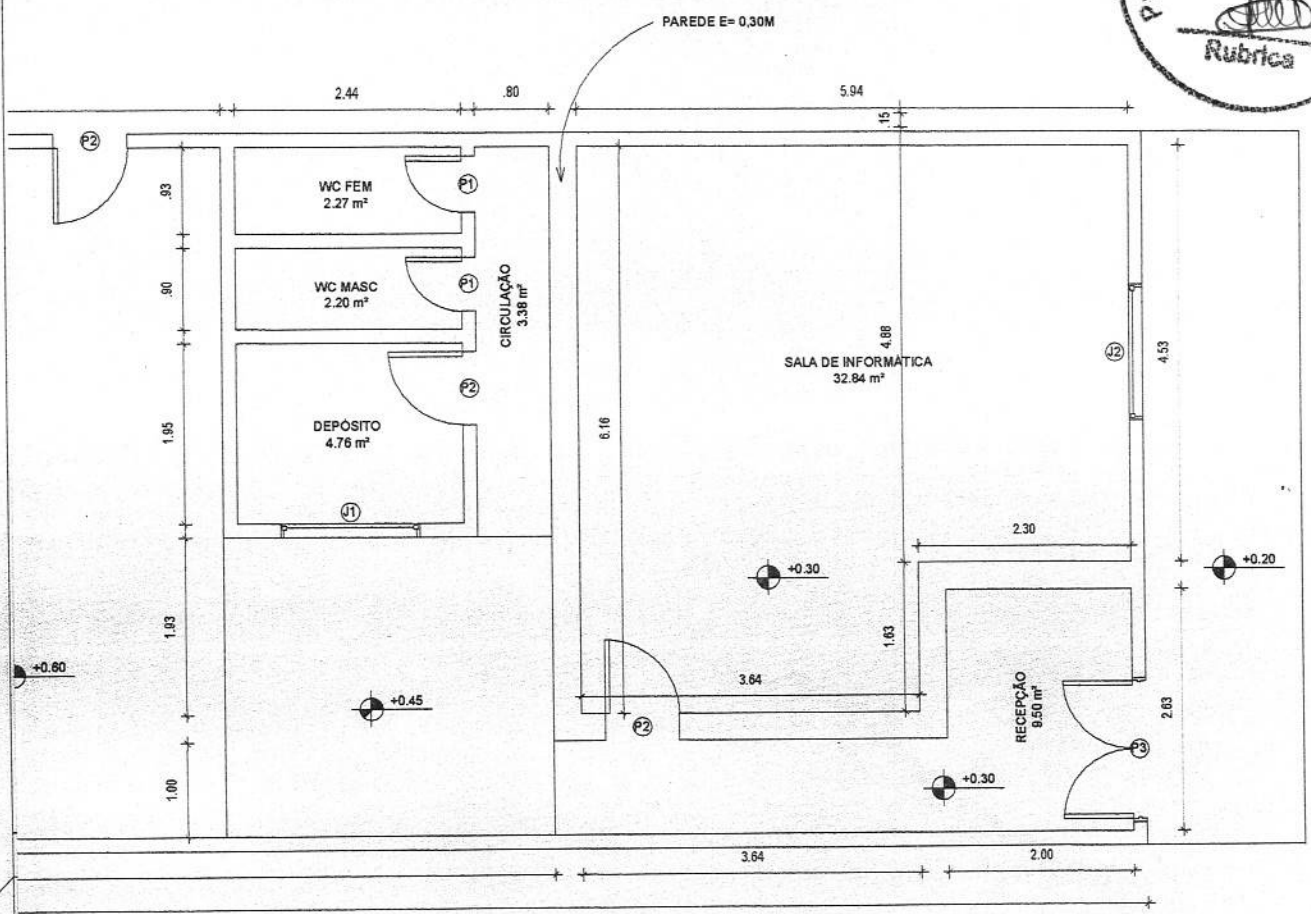 PAREDE E= 0,30M
Rubrica
2.44
.80
5.94
.15
P2
.93
WC FEM
2.27 m²
P1
.90
WC MASC
2.20 m²
P1
CIRCULAÇÃO
3.38 m²
P2
1.95
DEPÓSITO
4.76 m²
J1
6.16
4.88
SALA DE INFORMÁTICA
32.84 m²
J2
4.53
2.30
+0.30
+0.20
1.93
1.63
+0.60
+0.45
3.64
P2
RECEPÇÃO
9.50 m²
2.63
P3
1.00
+0.30
3.64
2.00